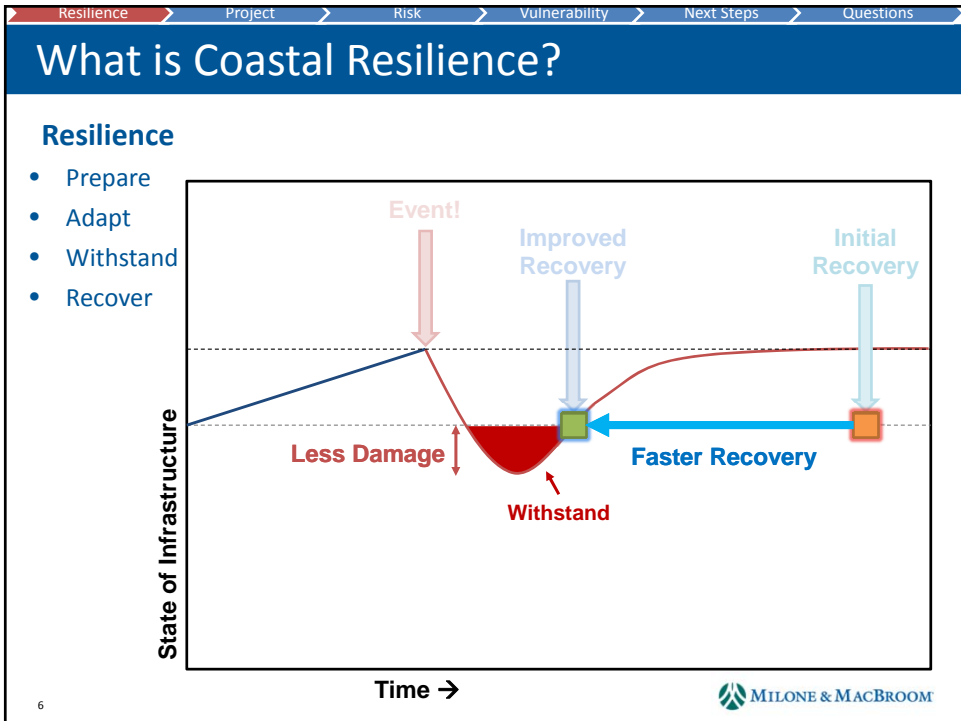 Resilience Project Risk Vulnerability Next Steps Questions
What is Coastal Resilience?
Resilience
• Prepare
• Adapt
• Withstand
• Recover
Event!
Improved
Recovery
Initial
Recovery
Less Damage
Faster Recovery
Withstand
State of Infrastructure
Time →
6
MILONE & MACBROOM